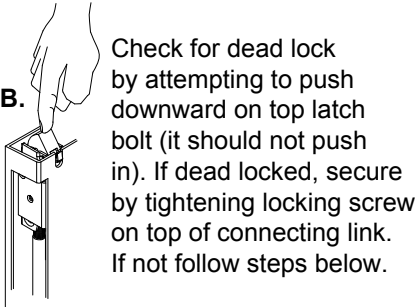 B.
Check for dead lock
by attempting to push
downward on top latch
bolt (it should not push
in). If dead locked, secure
by tightening locking screw
on top of connecting link.
If not follow steps below.